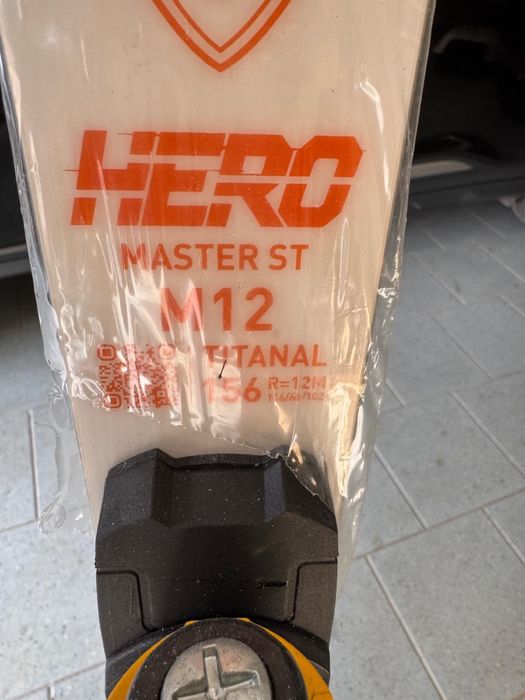 HERO
MASTER ST
M12
TITANAL
156 R=12M